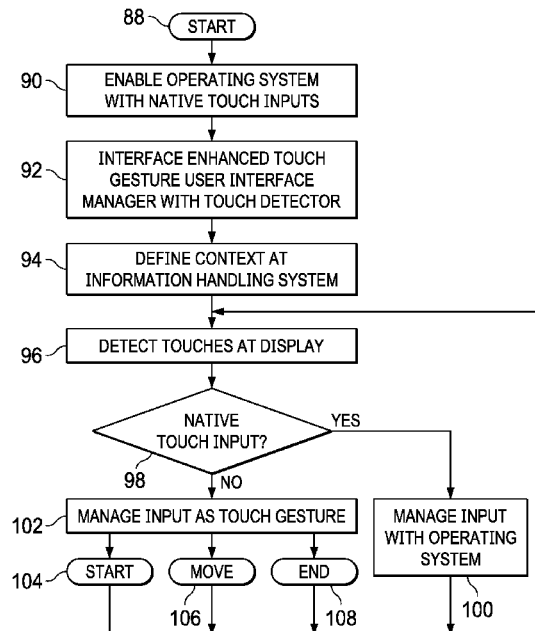 88
START
90
ENABLE OPERATING SYSTEM
WITH NATIVE TOUCH INPUTS
92
INTERFACE ENHANCED TOUCH
GESTURE USER INTERFACE
MANAGER WITH TOUCH DETECTOR
94
DEFINE CONTEXT AT
INFORMATION HANDLING SYSTEM
96
DETECT TOUCHES AT DISPLAY
NATIVE
TOUCH INPUT?
YES
98
NO
102
MANAGE INPUT AS TOUCH GESTURE
MANAGE INPUT
WITH OPERATING
SYSTEM
104
START
MOVE
END
106
108
100